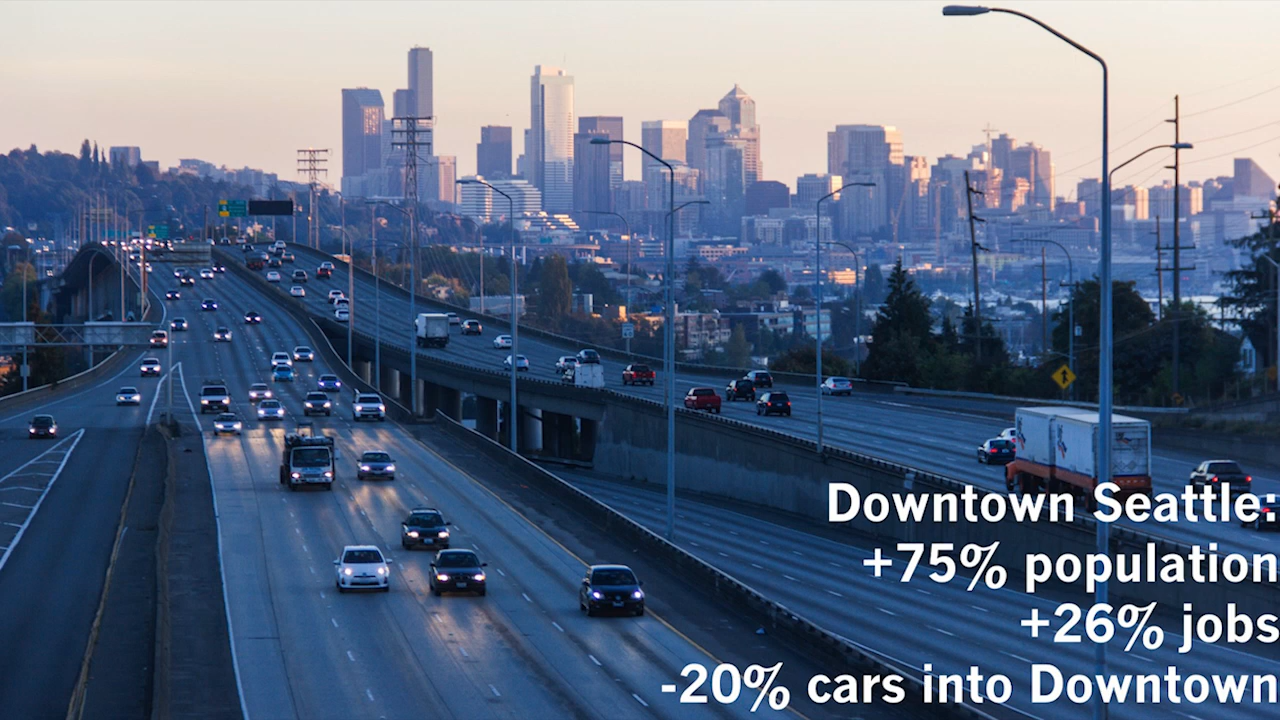 Downtown Seattle:
+75% population
+26% jobs
-20% cars into Downtown